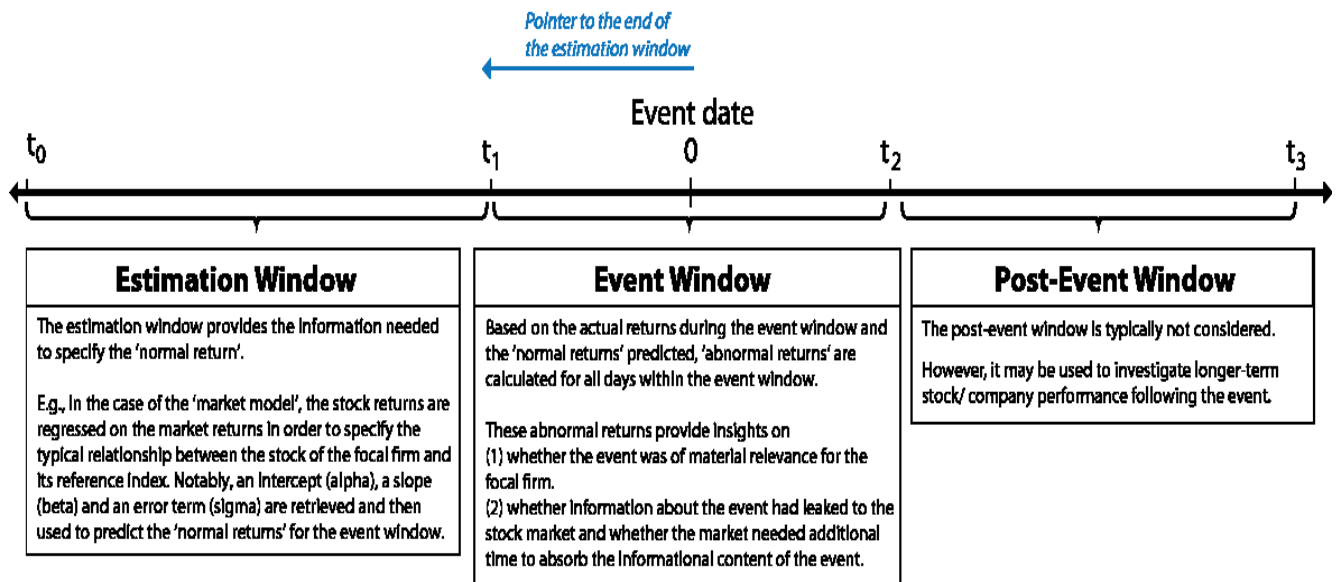 Pointer to the end of
the estimation window
Event date
t0
t1
0
t2
t3
Estimation Window
The estimation window provides the information needed
to specify the 'normal return'.
E.g., in the case of the 'market model', the stock returns are
regressed on the market returns in order to specify the
typical relationship between the stock of the focal firm and
its reference index. Notably, an intercept (alpha), a slope
(beta) and an error term (sigma) are retrieved and then
used to predict the 'normal returns' for the event window.
Event Window
Based on the actual returns during the event window and
the 'normal returns' predicted, 'abnormal returns' are
calculated for all days within the event window.
These abnormal returns provide insights on
(1) whether the event was of material relevance for the
focal firm.
(2) whether information about the event had leaked to the
stock market and whether the market needed additional
time to absorb the informational content of the event.
Post-Event Window
The post-event window is typically not considered.
However, it may be used to investigate longer-term
stock/ company performance following the event.